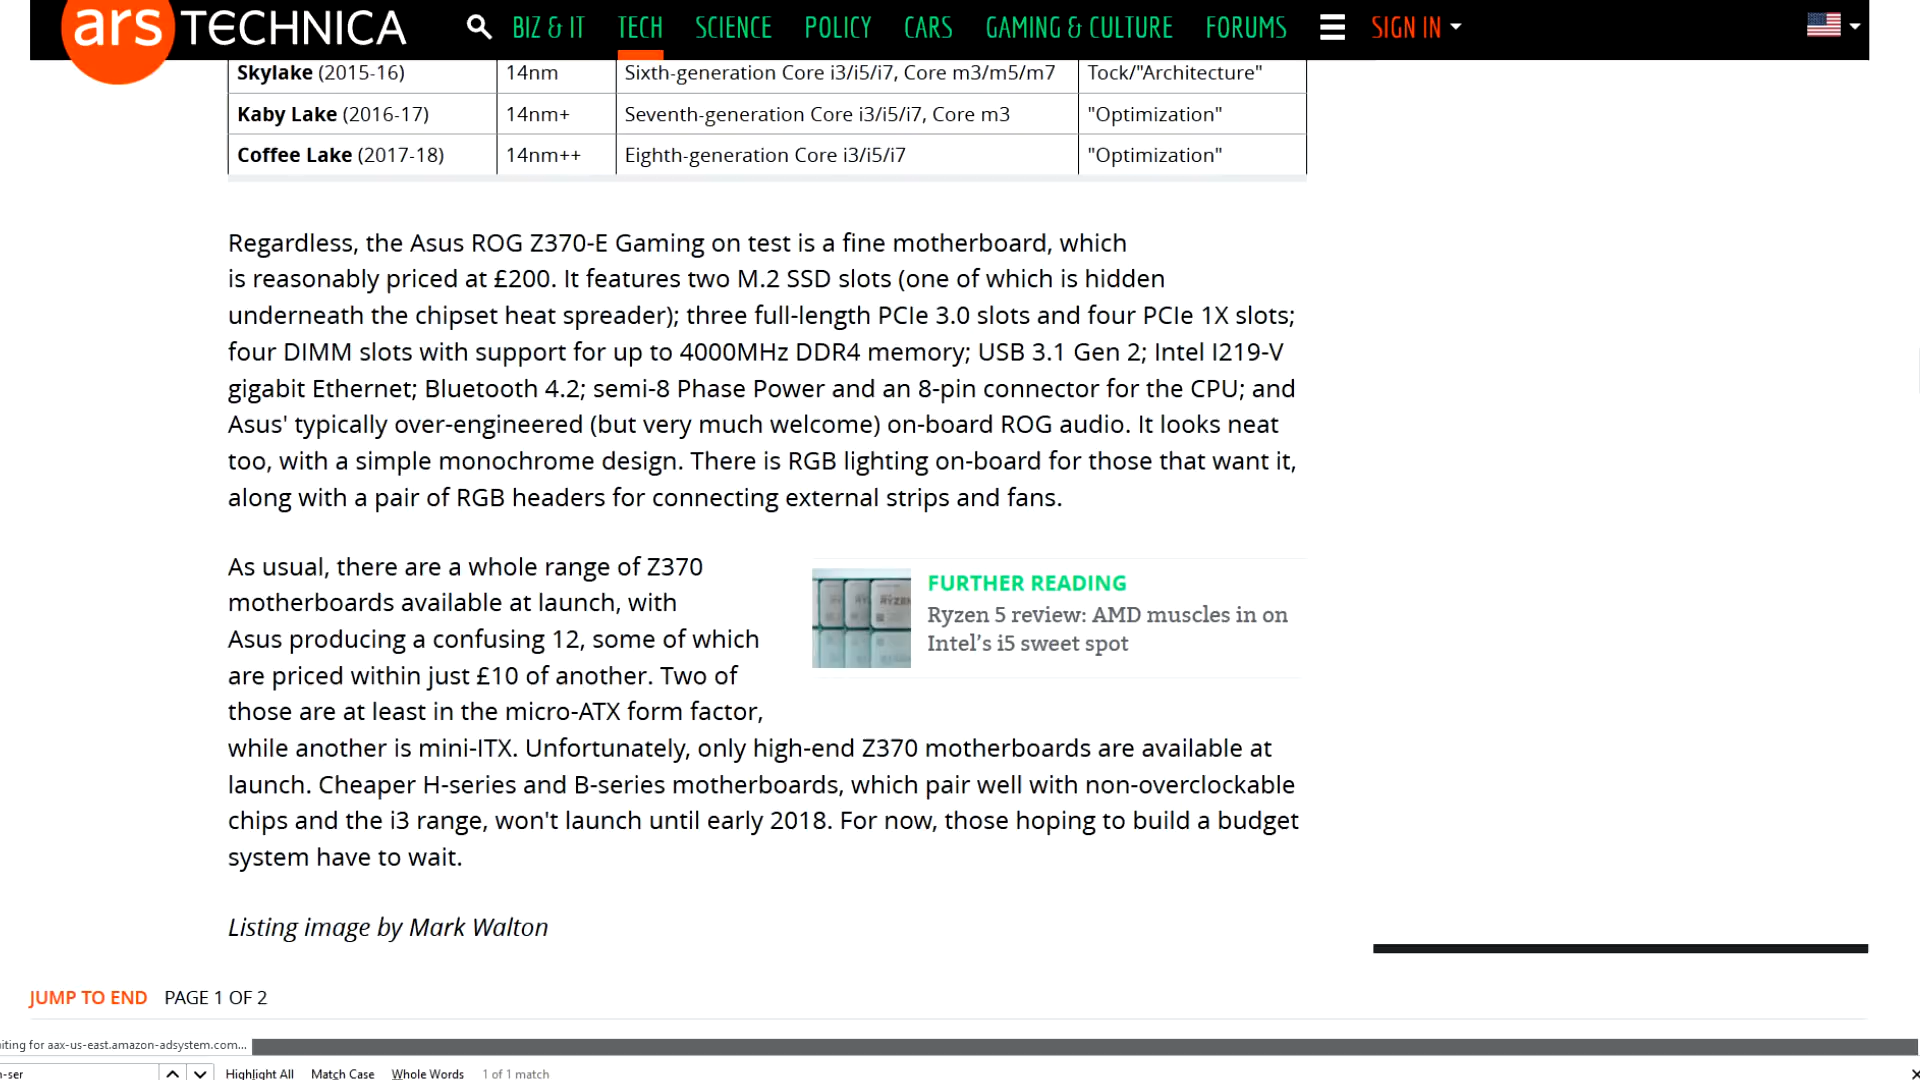 ars TECHNICA BIZ & IT TECH SCIENCE POLICY CARS GAMING & CULTURE FORUMS SIGN IN
Skylake (2015-16) 14nm Sixth-generation Core i3/i5/i7, Core m3/m5/m7 Tock/"Architecture"
Kaby Lake (2016-17) 14nm+ Seventh-generation Core i3/i5/i7, Core m3 "Optimization"
Coffee Lake (2017-18) 14nm++ Eighth-generation Core i3/i5/i7 "Optimization"
Regardless, the Asus ROG Z370-E Gaming on test is a fine motherboard, which
is reasonably priced at £200. It features two M.2 SSD slots (one of which is hidden
underneath the chipset heat spreader); three full-length PCIe 3.0 slots and four PCIe 1X slots;
four DIMM slots with support for up to 4000MHz DDR4 memory; USB 3.1 Gen 2; Intel I219-V
gigabit Ethernet; Bluetooth 4.2; semi-8 Phase Power and an 8-pin connector for the CPU; and
Asus' typically over-engineered (but very much welcome) on-board ROG audio. It looks neat
too, with a simple monochrome design. There is RGB lighting on-board for those that want it,
along with a pair of RGB headers for connecting external strips and fans.
As usual, there are a whole range of Z370
motherboards available at launch, with
Asus producing a confusing 12, some of which
are priced within just £10 of another. Two of
those are at least in the micro-ATX form factor,
while another is mini-ITX. Unfortunately, only high-end Z370 motherboards are available at
launch. Cheaper H-series and B-series motherboards, which pair well with non-overclockable
chips and the i3 range, won't launch until early 2018. For now, those hoping to build a budget
system have to wait.
RYZEN
FURTHER READING
Ryzen 5 review: AMD muscles in on
Intel’s i5 sweet spot
Listing image by Mark Walton
JUMP TO END PAGE 1 OF 2
iting for aax-us-east.amazon-adsystem.com...
-ser Highlight All Match Case Whole Words 1 of 1 match